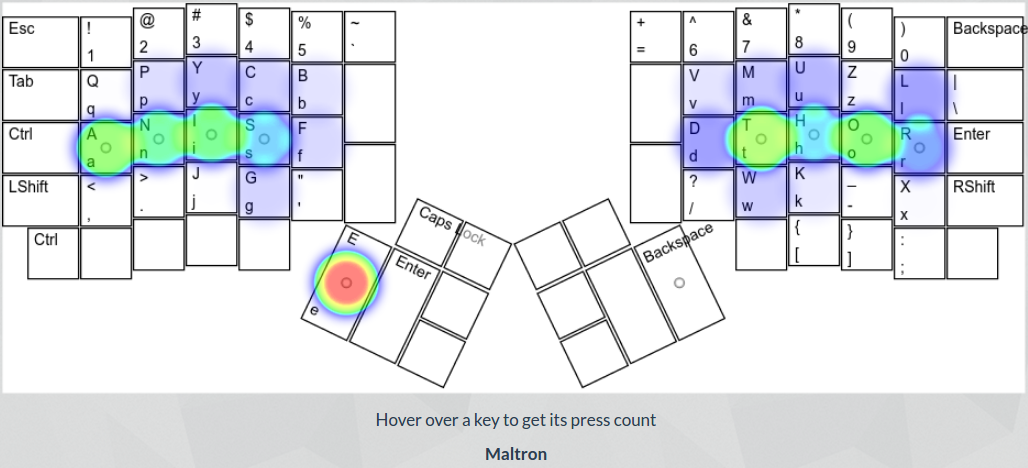 Esc ! @ # $ % ~ + ^ & * ( ) Backspace
1 2 3 4 5 ` = 6 7 8 9 0
Tab Q P Y C B V M U Z L |
q p y c b v m u z l \
Ctrl A N I S F D T H O R Enter
a n i s f d t h o r
LShift < > J G " ? W K _ X RShift
, . j g ' / w k - x
Ctrl { } :
[ ] ;
E Caps Lock Backspace
Enter
e
Hover over a key to get its press count
Maltron